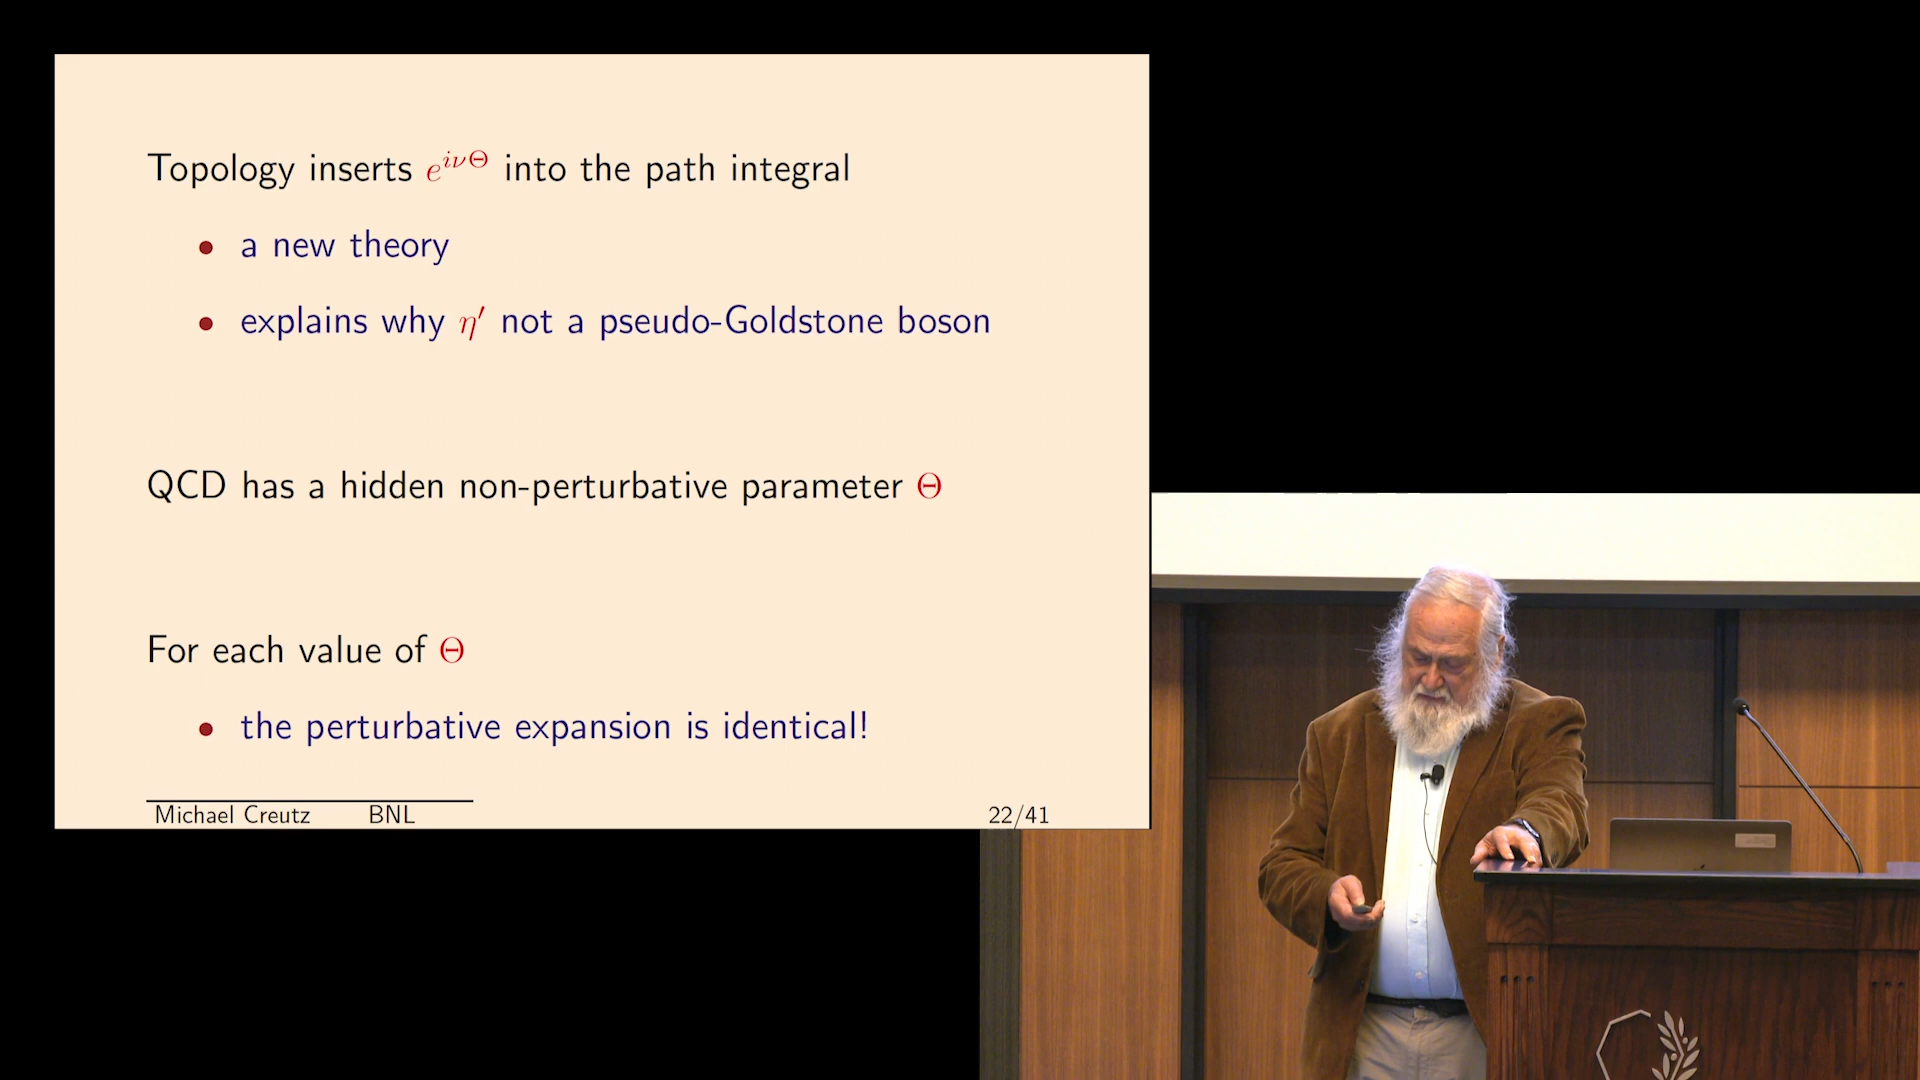 Topology inserts e^{iνΘ} into the path integral
• a new theory
• explains why η′ not a pseudo-Goldstone boson
QCD has a hidden non-perturbative parameter Θ
For each value of Θ
• the perturbative expansion is identical!
Michael Creutz BNL 22/41